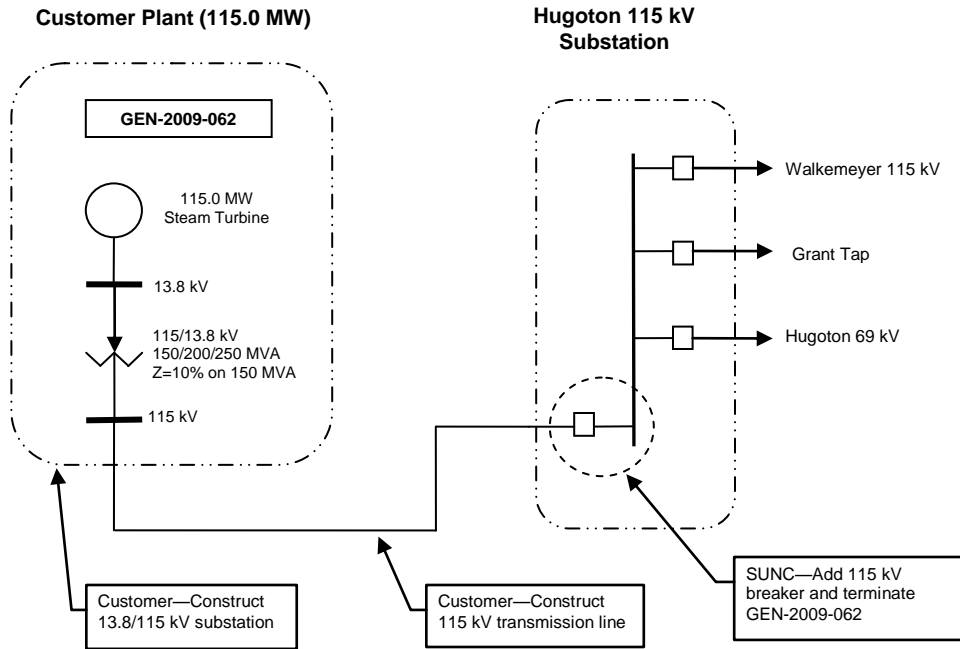 Customer Plant (115.0 MW)
Hugoton 115 kV
Substation
GEN-2009-062
115.0 MW
Steam Turbine
13.8 kV
115/13.8 kV
150/200/250 MVA
Z=10% on 150 MVA
115 kV
Walkemeyer 115 kV
Grant Tap
Hugoton 69 kV
Customer—Construct
13.8/115 kV substation
Customer—Construct
115 kV transmission line
SUNC—Add 115 kV
breaker and terminate
GEN-2009-062